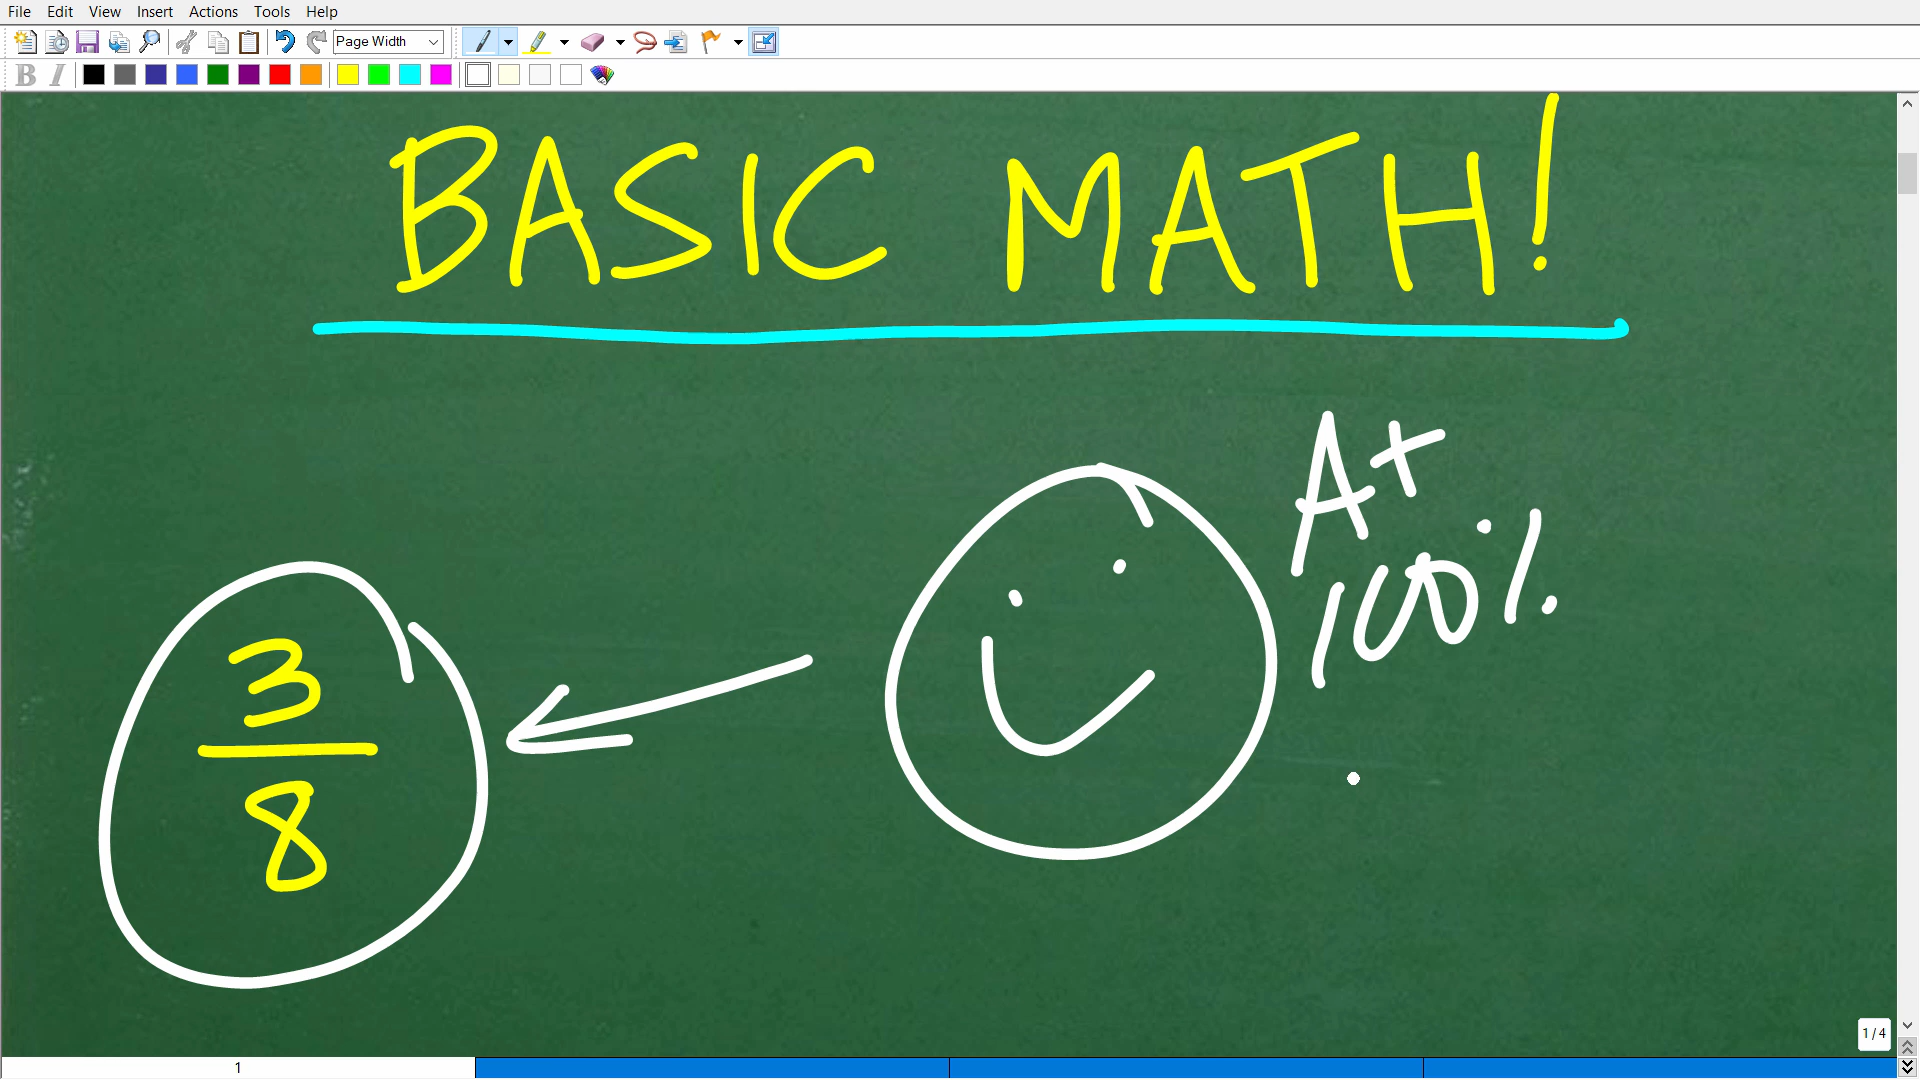 File Edit View Insert Actions Tools Help
Page Width
B I
BASIC MATH!
A+
100%
3
8
1 / 4
1